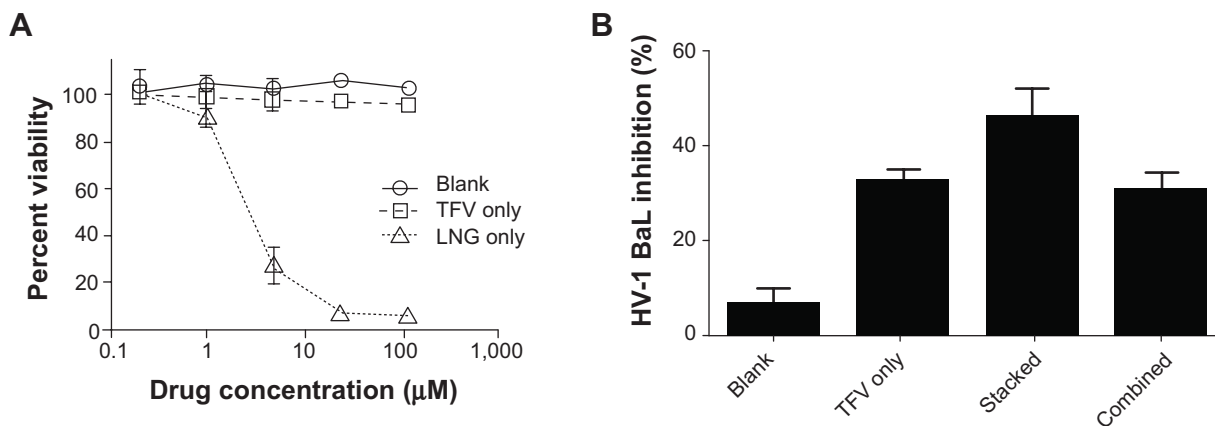 A
Percent viability
100
80
60
40
20
0
0.1
1
10
100
1,000
Drug concentration (μM)
Blank
TFV only
LNG only
B
HV-1 BaL inhibition (%)
60
40
20
0
Blank
TFV only
Stacked
Combined